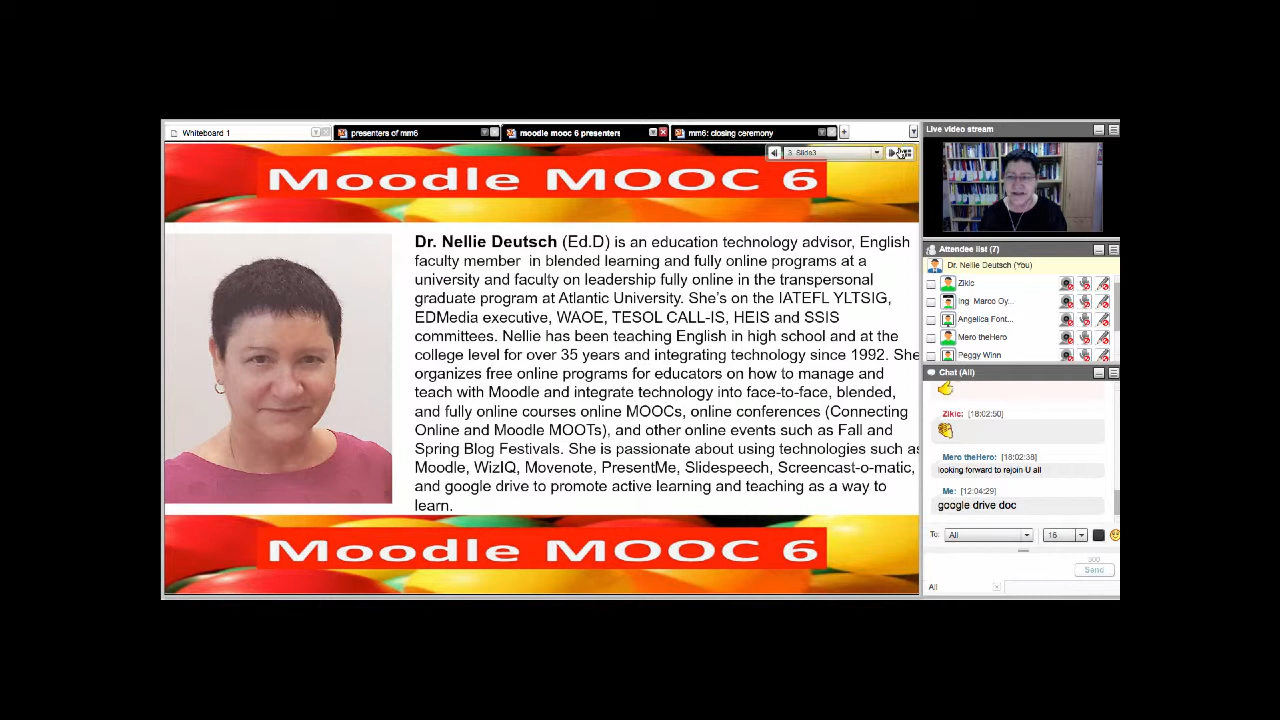 Whiteboard 1
presenters of mm6
moodle mooc 6 presenters
mm6: closing ceremony
3. Slide3
Moodle MOOC 6
Dr. Nellie Deutsch (Ed.D) is an education technology advisor, English
faculty member in blended learning and fully online programs at a
university and faculty on leadership fully online in the transpersonal
graduate program at Atlantic University. She's on the IATEFL YLTSIG,
EDMedia executive, WAOE, TESOL CALL-IS, HEIS and SSIS
committees. Nellie has been teaching English in high school and at the
college level for over 35 years and integrating technology since 1992. She
organizes free online programs for educators on how to manage and
teach with Moodle and integrate technology into face-to-face, blended,
and fully online courses online MOOCs, online conferences (Connecting
Online and Moodle MOOTs), and other online events such as Fall and
Spring Blog Festivals. She is passionate about using technologies such as
Moodle, WizIQ, Movenote, PresentMe, Slidespeech, Screencast-o-matic,
and google drive to promote active learning and teaching as a way to
learn.
Moodle MOOC 6
Live video stream
Attendee list (7)
Dr. Nellie Deutsch (You)
Zikic
Ing Marco Oy...
Angelica Font...
Mero theHero
Peggy Winn
Chat (All)
Zikic: [18:02:50]
Mero theHero: [18:02:38]
looking forward to rejoin U all
Me: [12:04:29]
google drive doc
To: All 16
300
Send
All